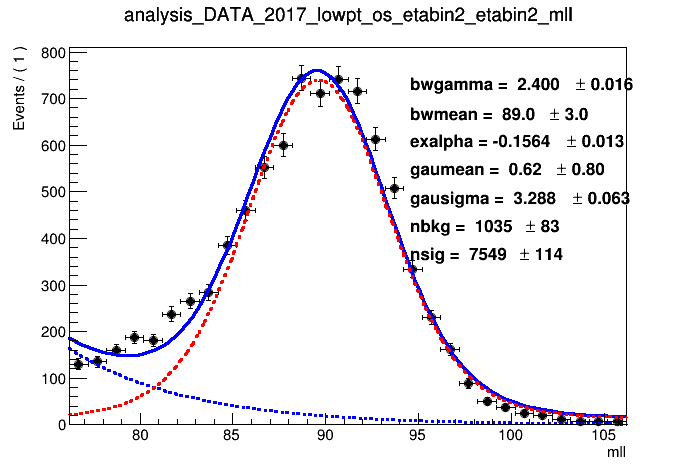 analysis_DATA_2017_lowpt_os_etabin2_etabin2_mll
Events / ( 1 )
800
700
600
500
400
300
200
100
0
bwgamma = 2.400 ± 0.016
bwmean = 89.0 ± 3.0
exalpha = -0.1564 ± 0.013
gaumean = 0.62 ± 0.80
gausigma = 3.288 ± 0.063
nbkg = 1035 ± 83
nsig = 7549 ± 114
80 85 90 95 100 105
mll